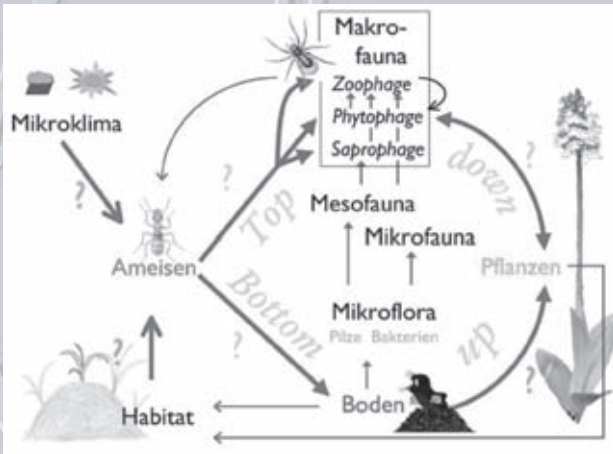 Makro-
fauna
Zoophage
Phytophage
Saprophage
Mikroklima
?
?
?
Top
down
Mesofauna
Mikrofauna
Ameisen
Pflanzen
Bottom
up
Mikroflora
Pilze Bakterien
?
?
?
Boden
Habitat